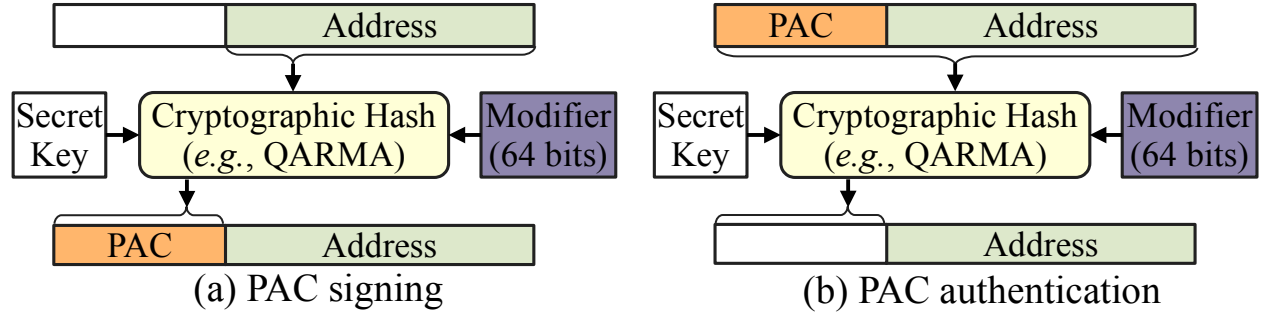 Address
Secret
Key
Cryptographic Hash
(e.g., QARMA)
Modifier
(64 bits)
PAC
Address
(a) PAC signing
PAC
Address
Secret
Key
Cryptographic Hash
(e.g., QARMA)
Modifier
(64 bits)
Address
(b) PAC authentication